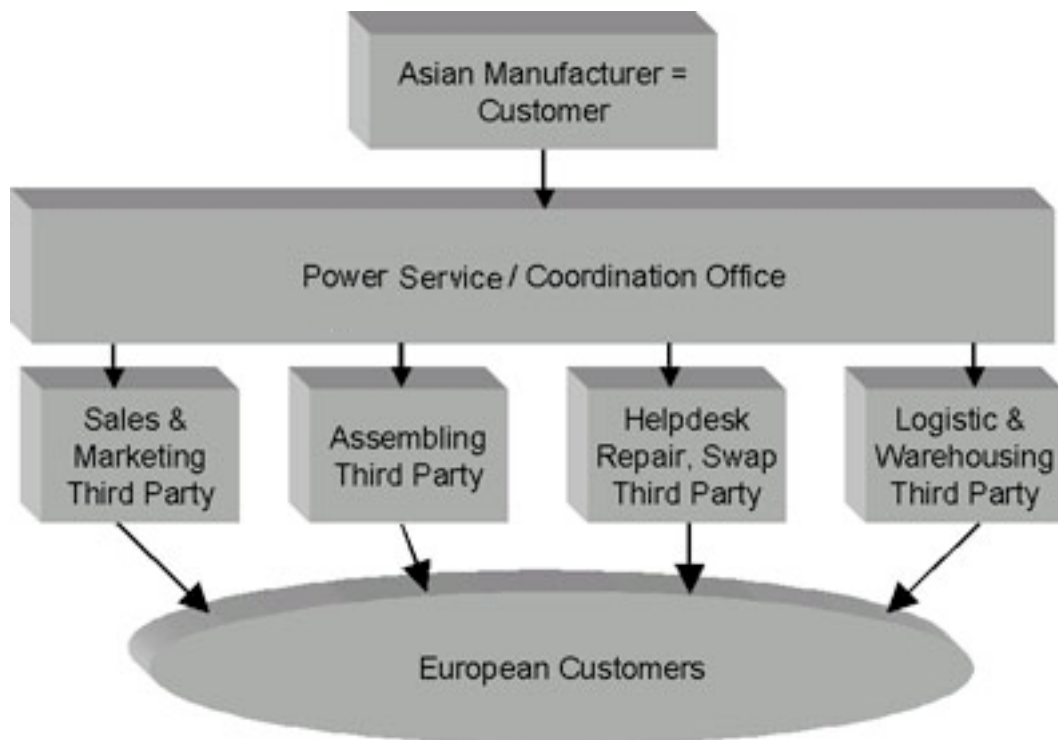 Asian Manufacturer =
Customer
Power Service / Coordination Office
Sales &
Marketing
Third Party
Assembling
Third Party
Helpdesk
Repair, Swap
Third Party
Logistic &
Warehousing
Third Party
European Customers